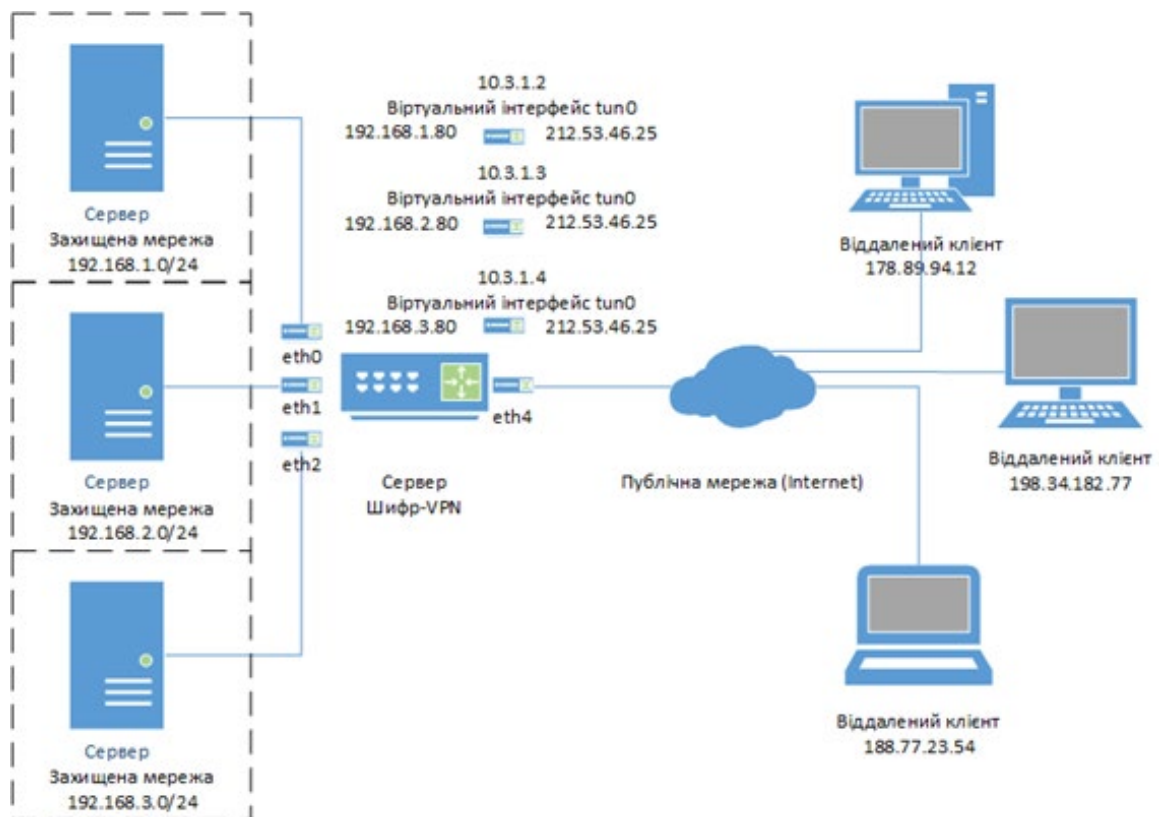 10.3.1.2
Віртуальний інтерфейс tun0
192.168.1.80 212.53.46.25
10.3.1.3
Віртуальний інтерфейс tun0
192.168.2.80 212.53.46.25
10.3.1.4
Віртуальний інтерфейс tun0
192.168.3.80 212.53.46.25
Сервер
Захищена мережа
192.168.1.0/24
Сервер
Захищена мережа
192.168.2.0/24
Сервер
Захищена мережа
192.168.3.0/24
eth0
eth1
eth2
eth4
Сервер
Шифр-VPN
Публічна мережа (Internet)
Віддалений клієнт
178.89.94.12
Віддалений клієнт
198.34.182.77
Віддалений клієнт
188.77.23.54